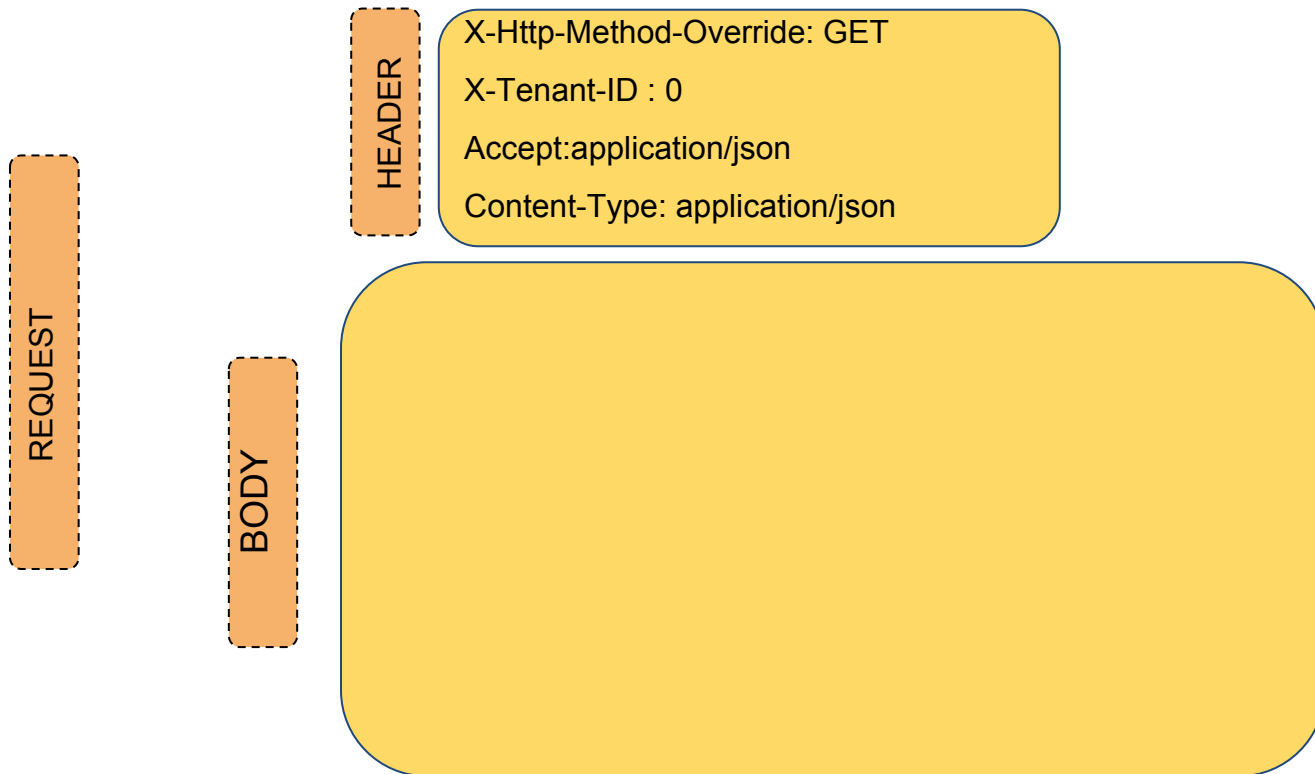 REQUEST
HEADER
X-Http-Method-Override: GET
X-Tenant-ID : 0
Accept:application/json
Content-Type: application/json
BODY